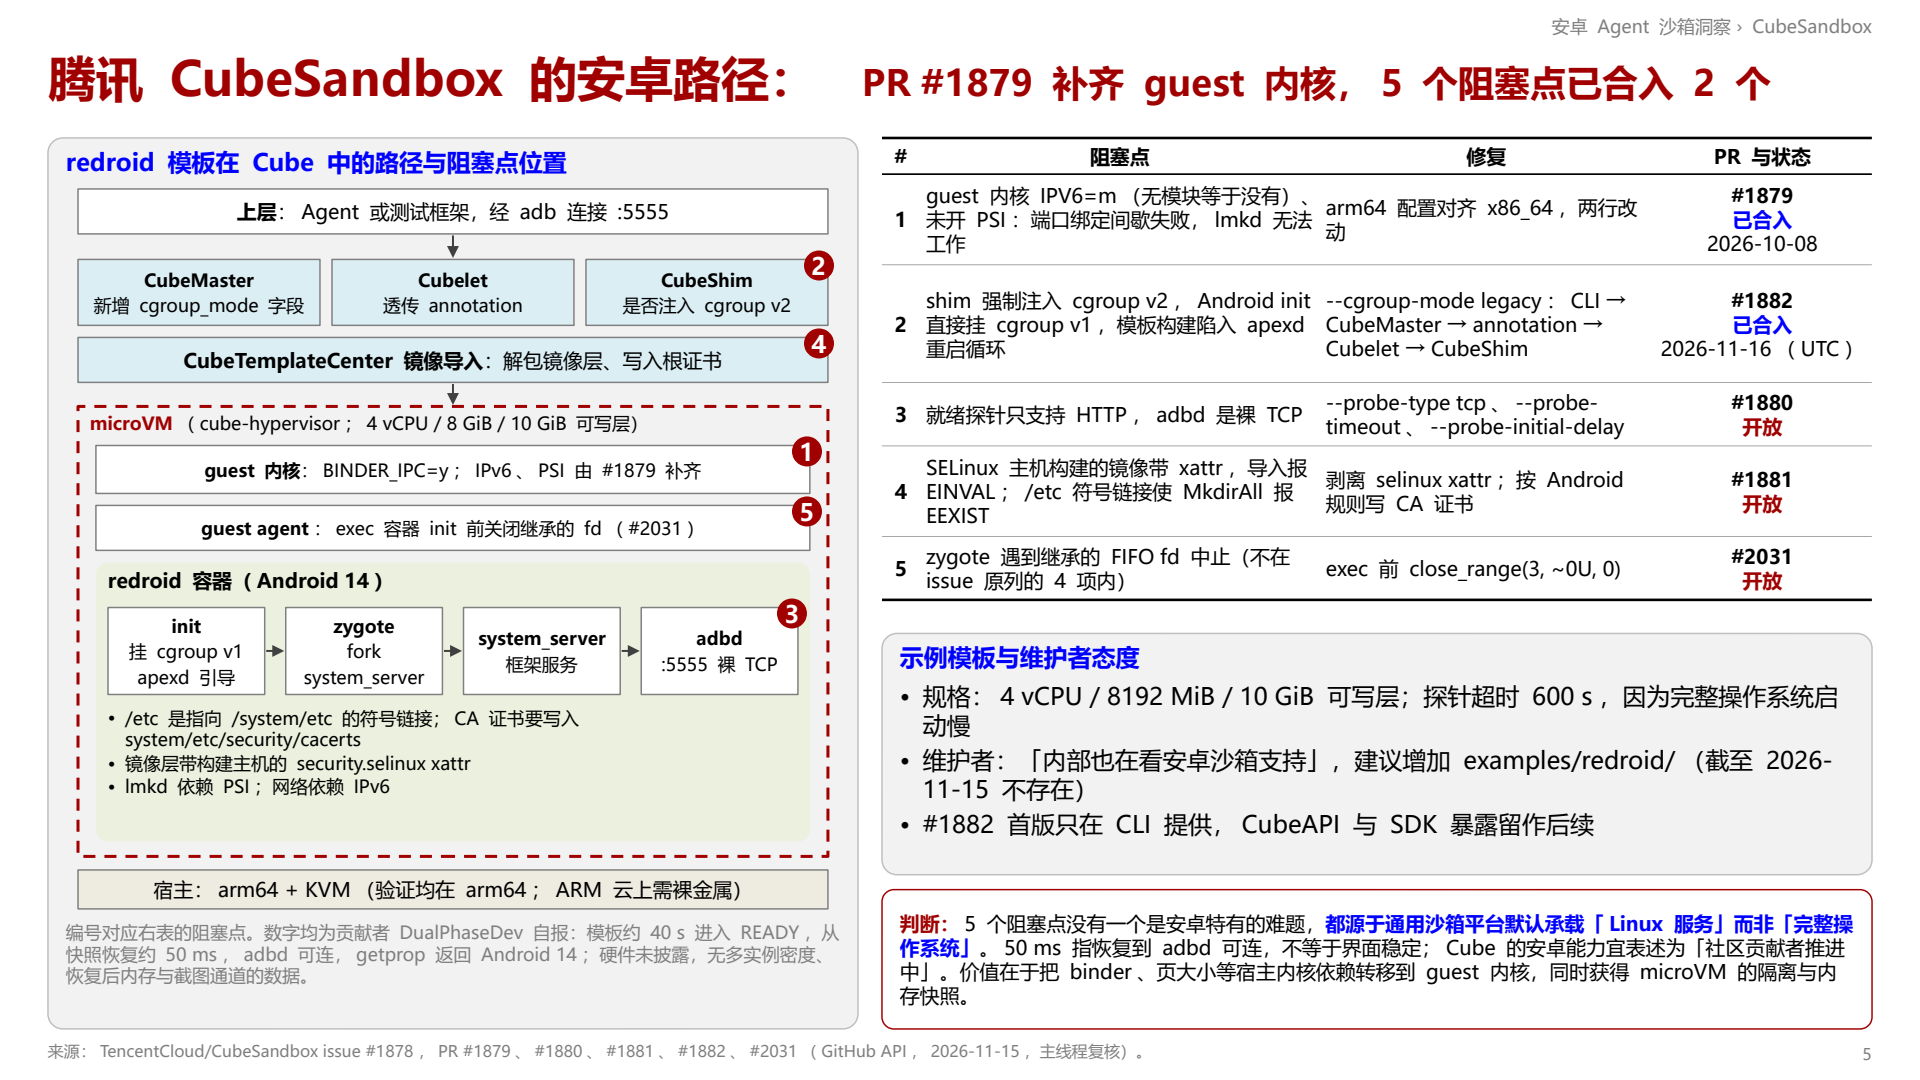 安卓 Agent 沙箱洞察 › CubeSandbox
腾讯 CubeSandbox 的安卓路径： PR #1879 补齐 guest 内核， 5 个阻塞点已合入 2 个
redroid 模板在 Cube 中的路径与阻塞点位置
上层： Agent 或测试框架，经 adb 连接 :5555
2
CubeMaster
新增 cgroup_mode 字段
Cubelet
透传 annotation
CubeShim
是否注入 cgroup v2
4
CubeTemplateCenter 镜像导入：解包镜像层、写入根证书
microVM （ cube-hypervisor ； 4 vCPU / 8 GiB / 10 GiB 可写层）
1
guest 内核： BINDER_IPC=y ； IPv6 、 PSI 由 #1879 补齐
5
guest agent ： exec 容器 init 前关闭继承的 fd （ #2031 ）
redroid 容器（ Android 14 ）
3
init
挂 cgroup v1
apexd 引导
zygote
fork
system_server
system_server
框架服务
adbd
:5555 裸 TCP
• /etc 是指向 /system/etc 的符号链接； CA 证书要写入
system/etc/security/cacerts
• 镜像层带构建主机的 security.selinux xattr
• lmkd 依赖 PSI ；网络依赖 IPv6
宿主： arm64 + KVM （验证均在 arm64 ； ARM 云上需裸金属）
编号对应右表的阻塞点。数字均为贡献者 DualPhaseDev 自报：模板约 40 s 进入 READY ，从
快照恢复约 50 ms ， adbd 可连， getprop 返回 Android 14 ；硬件未披露，无多实例密度、
恢复后内存与截图通道的数据。
# 阻塞点 修复 PR 与状态
1
guest 内核 IPV6=m （无模块等于没有）、
未开 PSI ：端口绑定间歇失败， lmkd 无法
工作
arm64 配置对齐 x86_64 ，两行改
动
#1879
已合入
2026-10-08
2
shim 强制注入 cgroup v2 ， Android init
直接挂 cgroup v1 ，模板构建陷入 apexd
重启循环
--cgroup-mode legacy ： CLI →
CubeMaster → annotation →
Cubelet → CubeShim
#1882
已合入
2026-11-16 （ UTC ）
3
就绪探针只支持 HTTP ， adbd 是裸 TCP
--probe-type tcp 、 --probe-
timeout 、 --probe-initial-delay
#1880
开放
4
SELinux 主机构建的镜像带 xattr ，导入报
EINVAL ； /etc 符号链接使 MkdirAll 报
EEXIST
剥离 selinux xattr ；按 Android
规则写 CA 证书
#1881
开放
5
zygote 遇到继承的 FIFO fd 中止（不在
issue 原列的 4 项内）
exec 前 close_range(3, ~0U, 0)
#2031
开放
示例模板与维护者态度
• 规格： 4 vCPU / 8192 MiB / 10 GiB 可写层；探针超时 600 s ，因为完整操作系统启
动慢
• 维护者：「内部也在看安卓沙箱支持」，建议增加 examples/redroid/ （截至 2026-
11-15 不存在）
• #1882 首版只在 CLI 提供， CubeAPI 与 SDK 暴露留作后续
判断： 5 个阻塞点没有一个是安卓特有的难题，都源于通用沙箱平台默认承载「 Linux 服务」而非「完整操
作系统」。 50 ms 指恢复到 adbd 可连，不等于界面稳定； Cube 的安卓能力宜表述为「社区贡献者推进
中」。价值在于把 binder 、页大小等宿主内核依赖转移到 guest 内核，同时获得 microVM 的隔离与内
存快照。
来源： TencentCloud/CubeSandbox issue #1878 ， PR #1879 、 #1880 、 #1881 、 #1882 、 #2031 （ GitHub API ， 2026-11-15 ，主线程复核）。
5